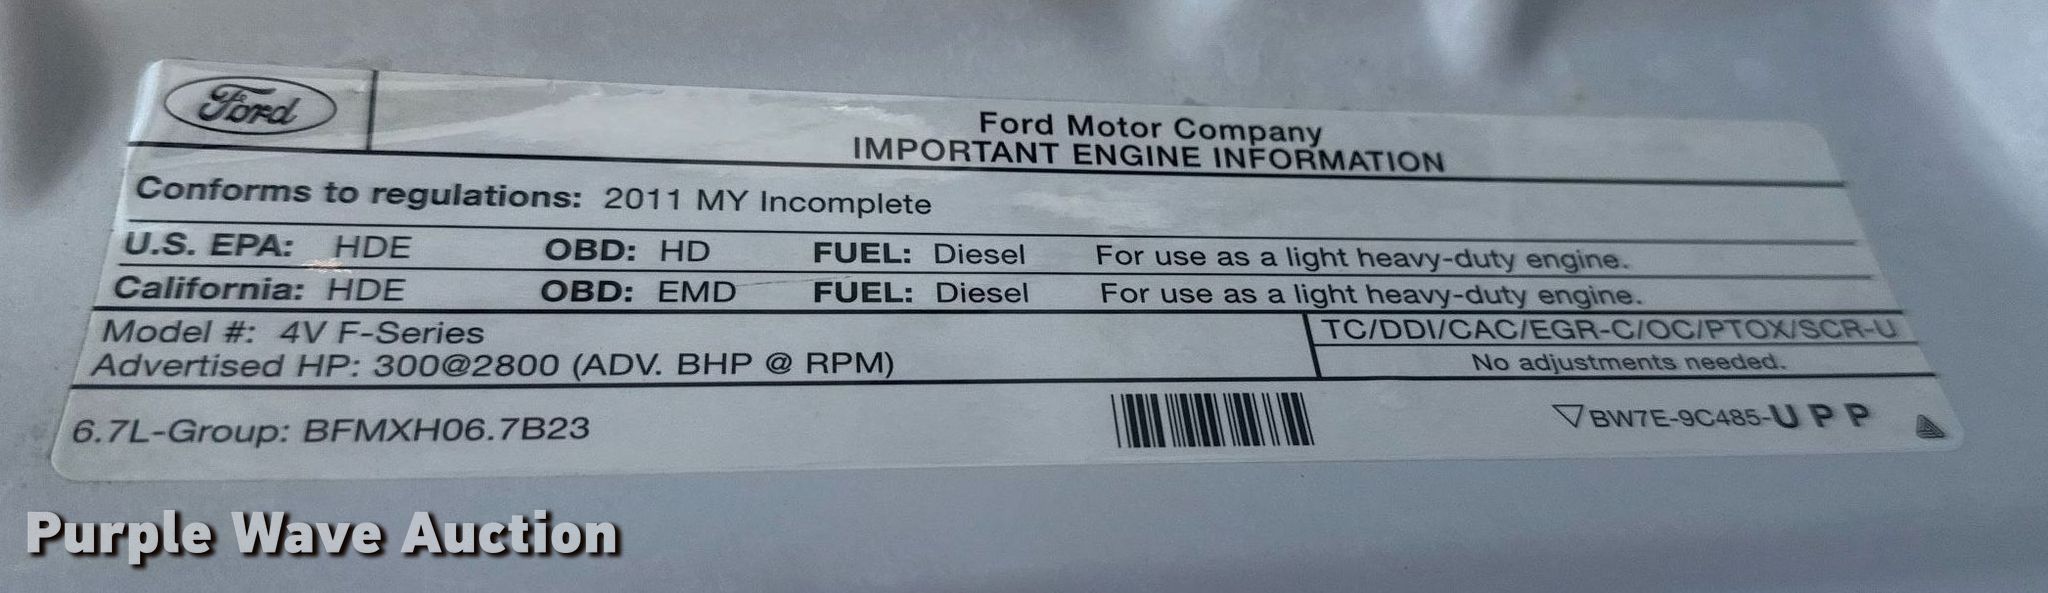 Ford
Ford Motor Company
IMPORTANT ENGINE INFORMATION
Conforms to regulations: 2011 MY Incomplete
U.S. EPA: HDE OBD: HD FUEL: Diesel For use as a light heavy-duty engine.
California: HDE OBD: EMD FUEL: Diesel For use as a light heavy-duty engine.
Model #: 4V F-Series
Advertised HP: 300@2800 (ADV. BHP @ RPM)
TC/DDI/CAC/EGR-C/OC/PTOX/SCR-U
No adjustments needed.
6.7L-Group: BFMXH06.7B23
BW7E-9C485-UPP
Purple Wave Auction